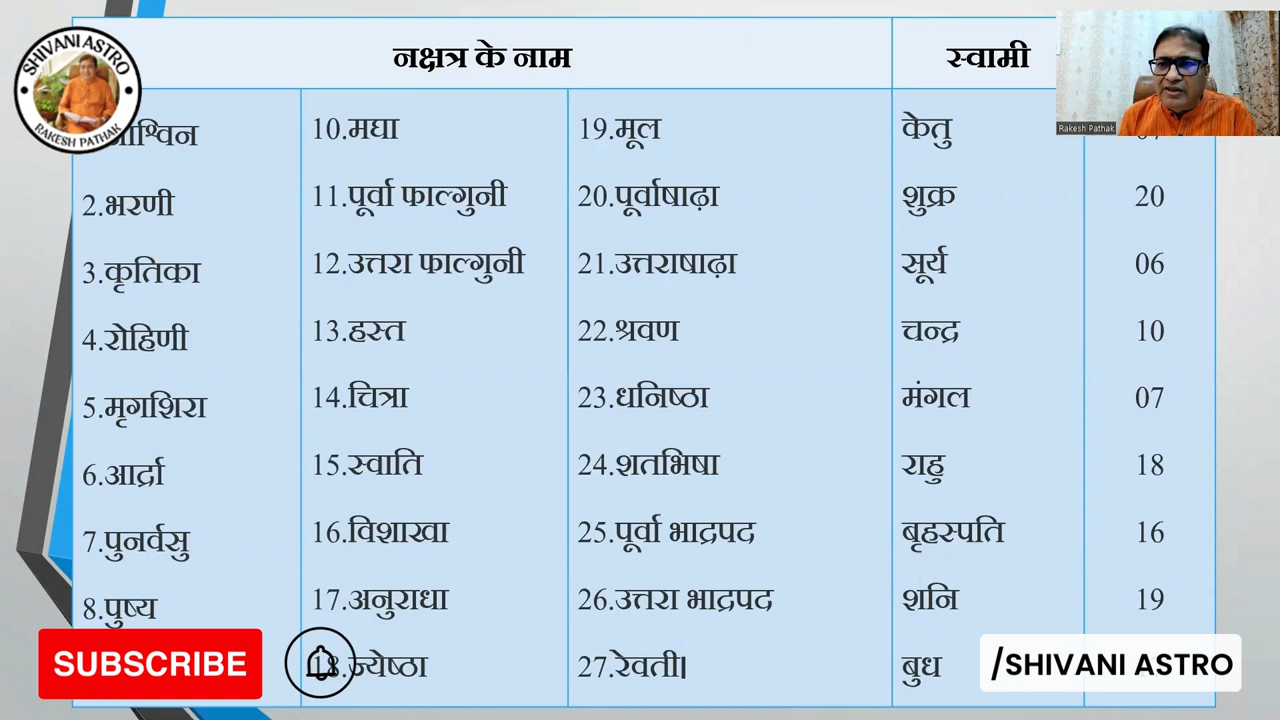 SHIVANI ASTRO
RAKESH PATHAK
नक्षत्र के नाम स्वामी
Rakesh Pathak
10.मघा 19.मूल केतु
2.भरणी 11.पूर्वा फाल्गुनी 20.पूर्वाषाढ़ा शुक्र 20
3.कृतिका 12.उत्तरा फाल्गुनी 21.उत्तराषाढ़ा सूर्य 06
4.रोहिणी 13.हस्त 22.श्रवण चन्द्र 10
5.मृगशिरा 14.चित्रा 23.धनिष्ठा मंगल 07
6.आर्द्रा 15.स्वाति 24.शतभिषा राहु 18
7.पुनर्वसु 16.विशाखा 25.पूर्वा भाद्रपद बृहस्पति 16
8.पुष्य 17.अनुराधा 26.उत्तरा भाद्रपद शनि 19
18.ज्येष्ठा 27.रेवती। बुध
SUBSCRIBE
/SHIVANI ASTRO